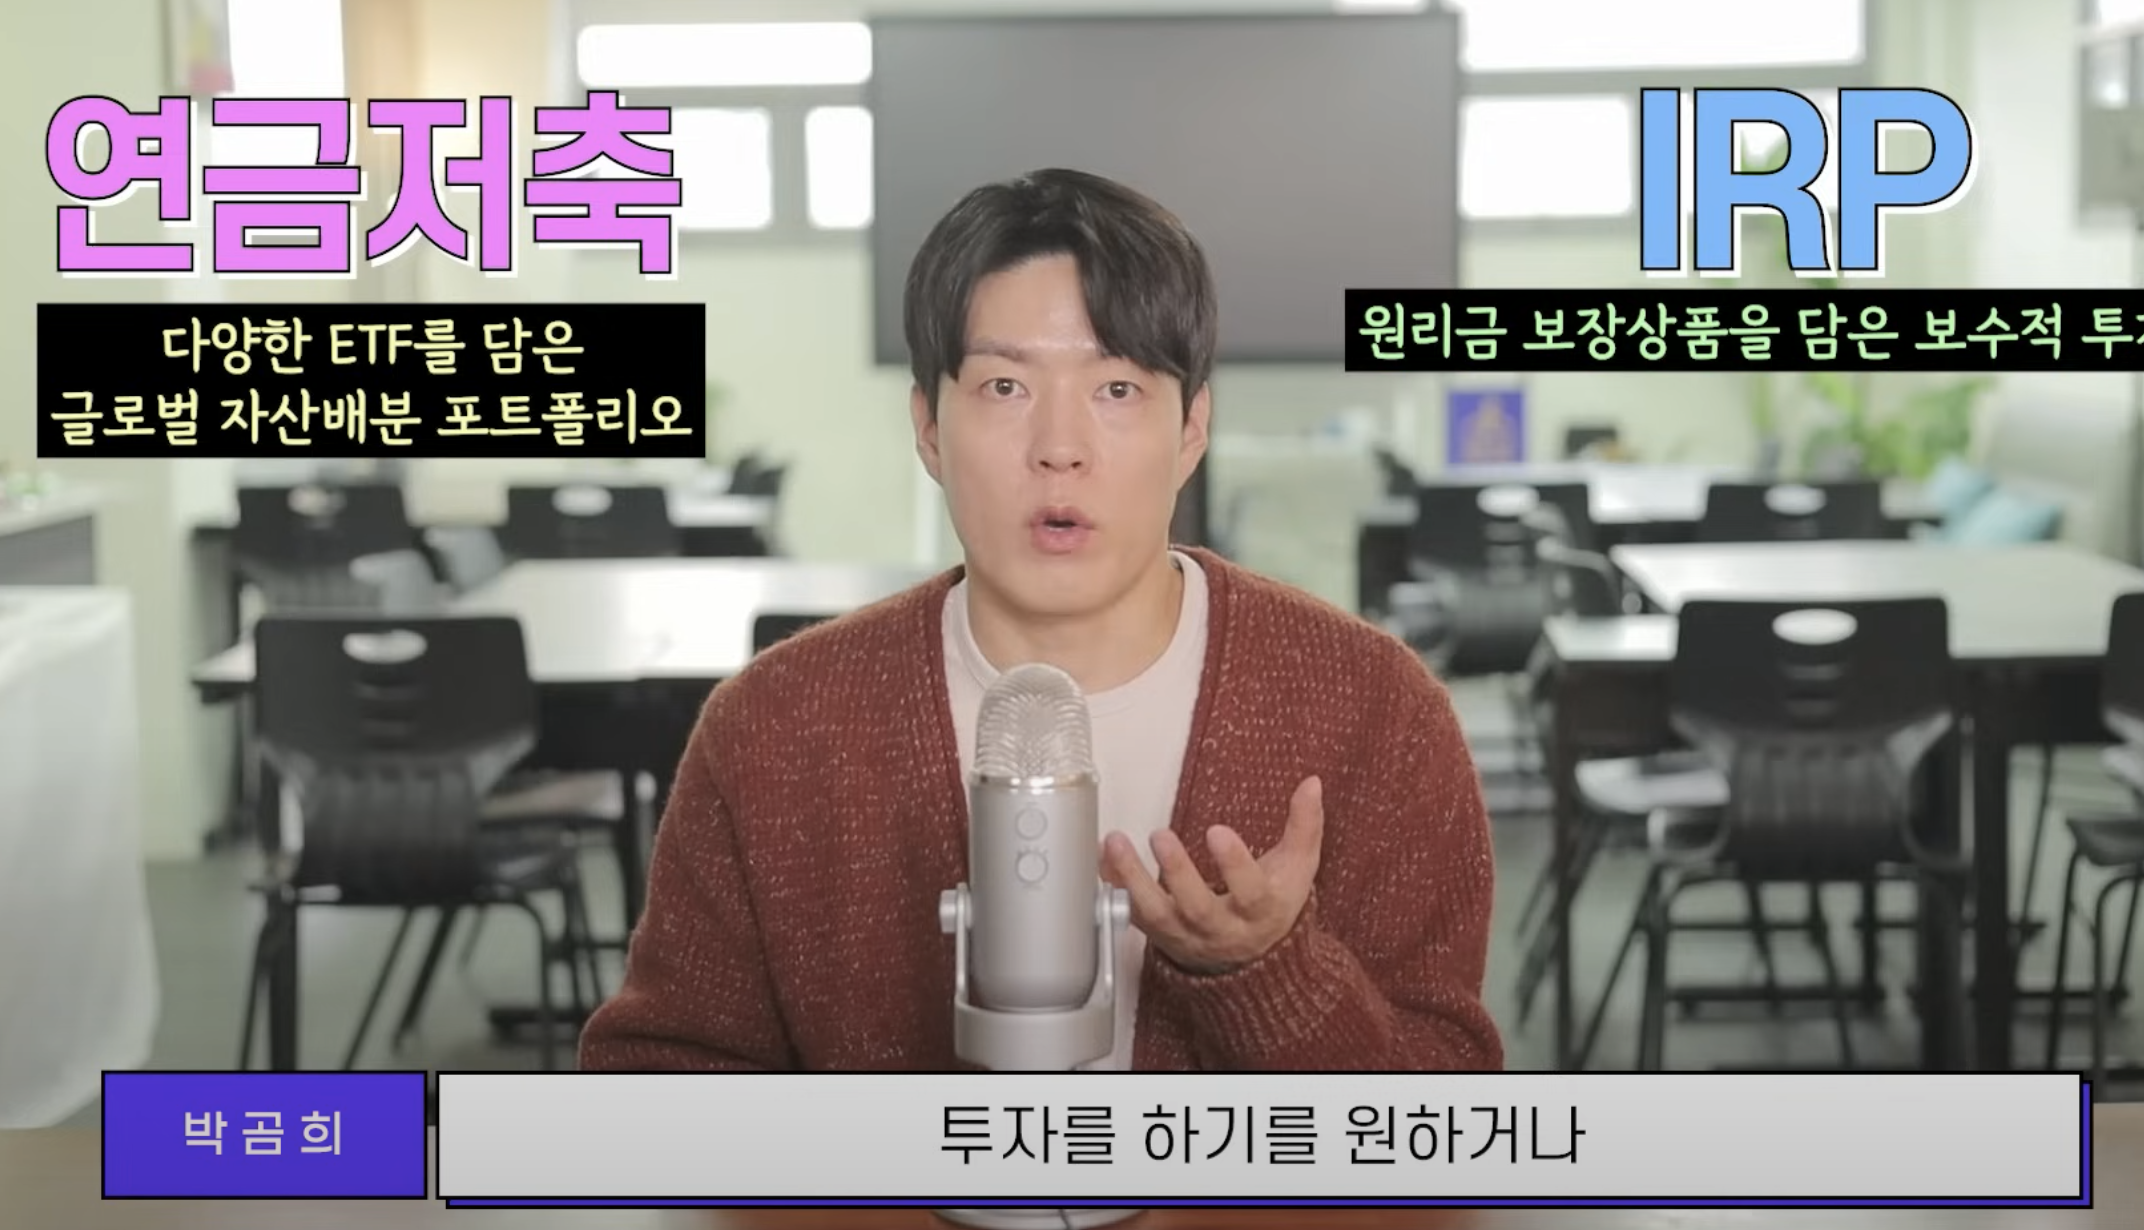 연금저축
다양한 ETF를 담은
글로벌 자산배분 포트폴리오
IRP
원리금 보장상품을 담은 보수적
박곰희
투자를 하기를 원하거나